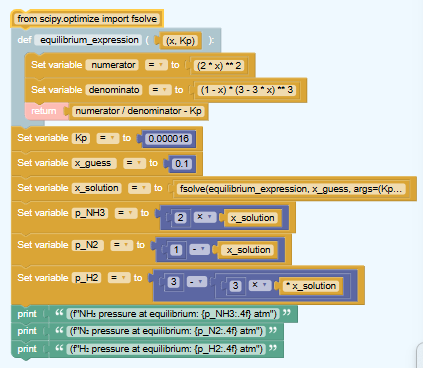 from scipy.optimize import fsolve
def equilibrium_expression ( (x, Kp) ):
Set variable numerator = to (2 * x) ** 2
Set variable denominato = to (1 - x) * (3 - 3 * x) ** 3
return numerator / denominator - Kp
Set variable Kp = to 0.000016
Set variable x_guess = to 0.1
Set variable x_solution = to fsolve(equilibrium_expression, x_guess, args=(Kp...
Set variable p_NH3 = to 2 × x_solution
Set variable p_N2 = to 1 - x_solution
Set variable p_H2 = to 3 - 3 × * x_solution
print “ (f"NH₃ pressure at equilibrium: {p_NH3:.4f} atm") ”
print “ (f"N₂ pressure at equilibrium: {p_N2:.4f} atm") ”
print “ (f"H₂ pressure at equilibrium: {p_H2:.4f} atm") ”